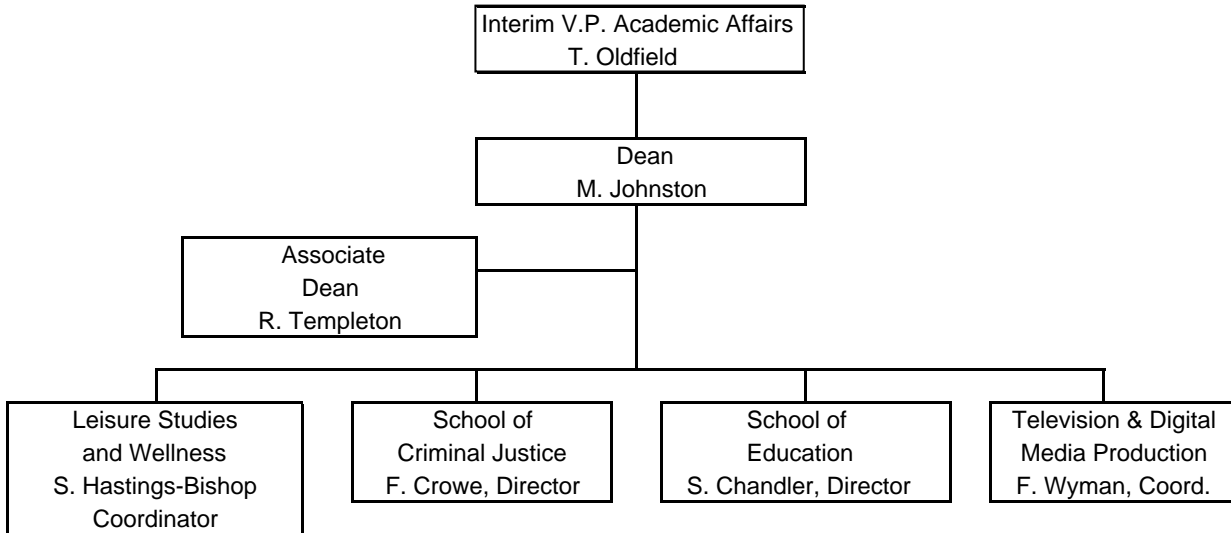 Interim V.P. Academic Affairs
T. Oldfield
Dean
M. Johnston
Associate
Dean
R. Templeton
Leisure Studies
and Wellness
S. Hastings-Bishop
Coordinator
School of
Criminal Justice
F. Crowe, Director
School of
Education
S. Chandler, Director
Television & Digital
Media Production
F. Wyman, Coord.